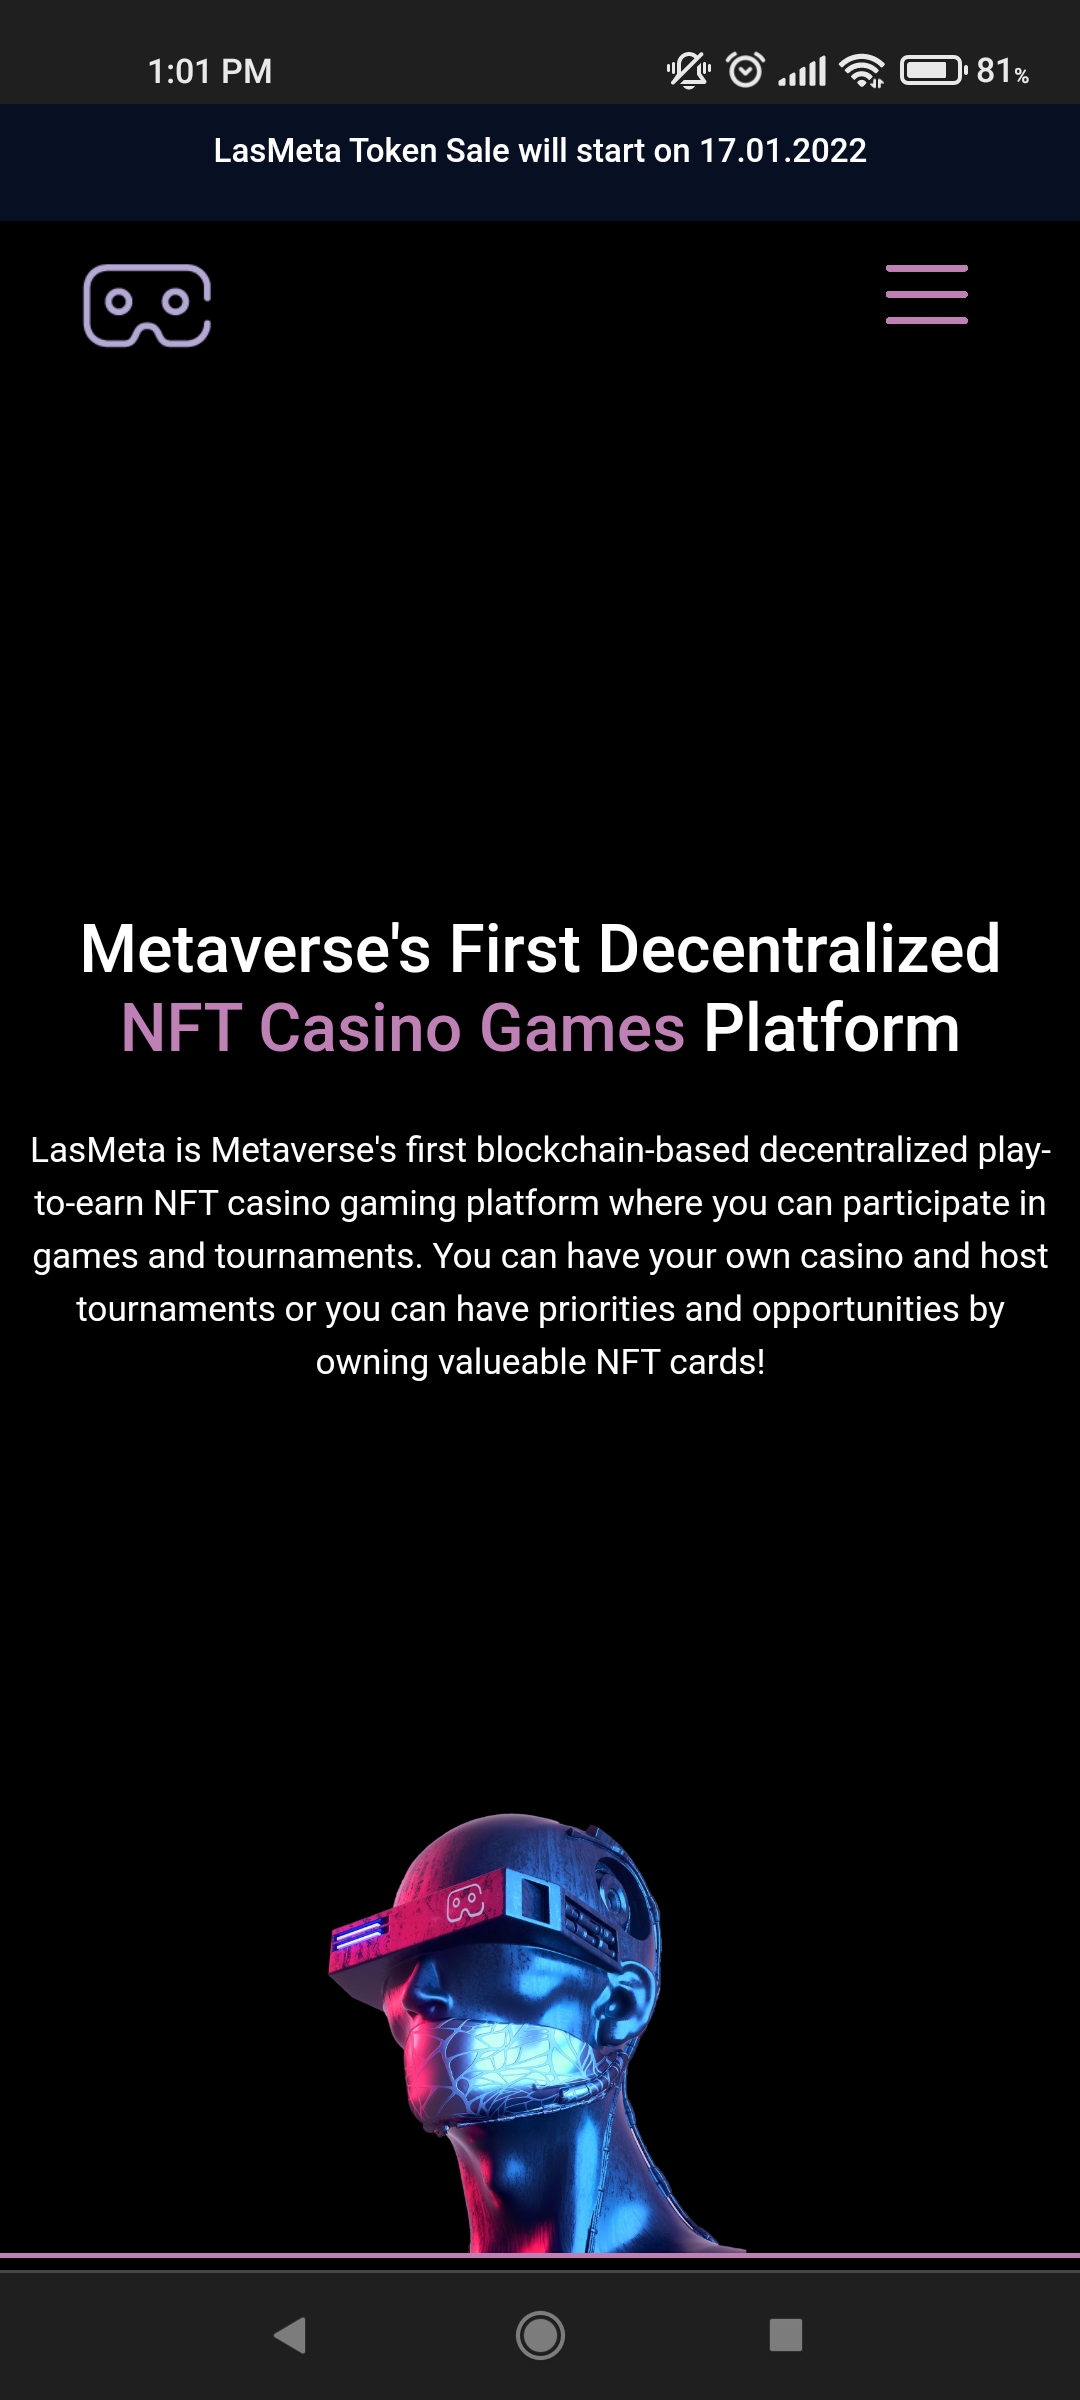 1:01 PM
81%
LasMeta Token Sale will start on 17.01.2022
Metaverse's First Decentralized
NFT Casino Games Platform
LasMeta is Metaverse's first blockchain-based decentralized play-
to-earn NFT casino gaming platform where you can participate in
games and tournaments. You can have your own casino and host
tournaments or you can have priorities and opportunities by
owning valueable NFT cards!